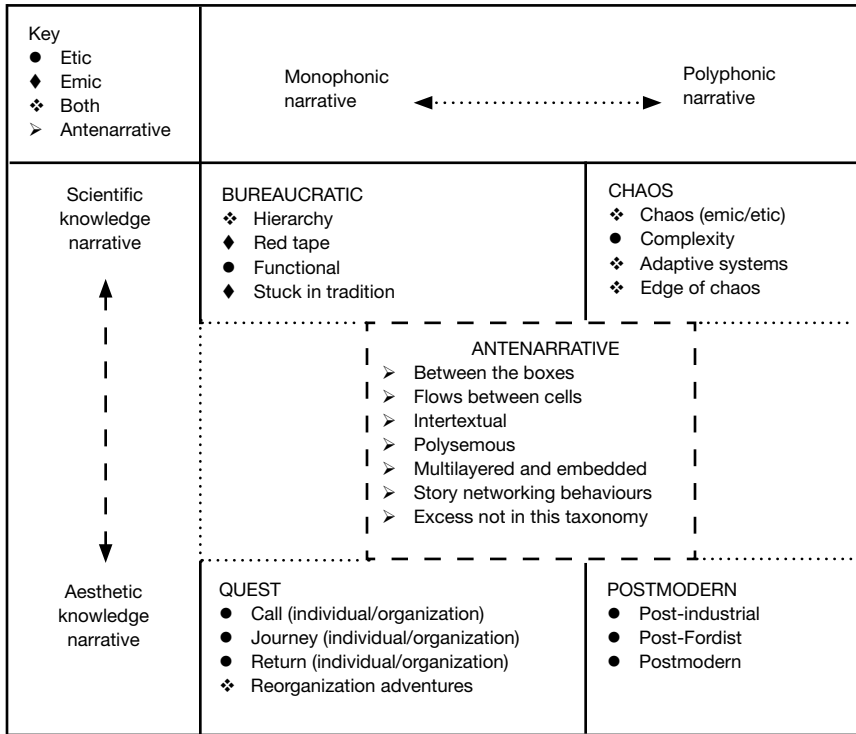 Key
● Etic
♦ Emic
❖ Both
➢ Antenarrative
Monophonic
narrative
Polyphonic
narrative
Scientific
knowledge
narrative
BUREAUCRATIC
❖ Hierarchy
♦ Red tape
● Functional
♦ Stuck in tradition
CHAOS
❖ Chaos (emic/etic)
● Complexity
❖ Adaptive systems
❖ Edge of chaos
ANTENARRATIVE
➢ Between the boxes
➢ Flows between cells
➢ Intertextual
➢ Polysemous
➢ Multilayered and embedded
➢ Story networking behaviours
➢ Excess not in this taxonomy
Aesthetic
knowledge
narrative
QUEST
● Call (individual/organization)
● Journey (individual/organization)
● Return (individual/organization)
❖ Reorganization adventures
POSTMODERN
● Post-industrial
● Post-Fordist
● Postmodern